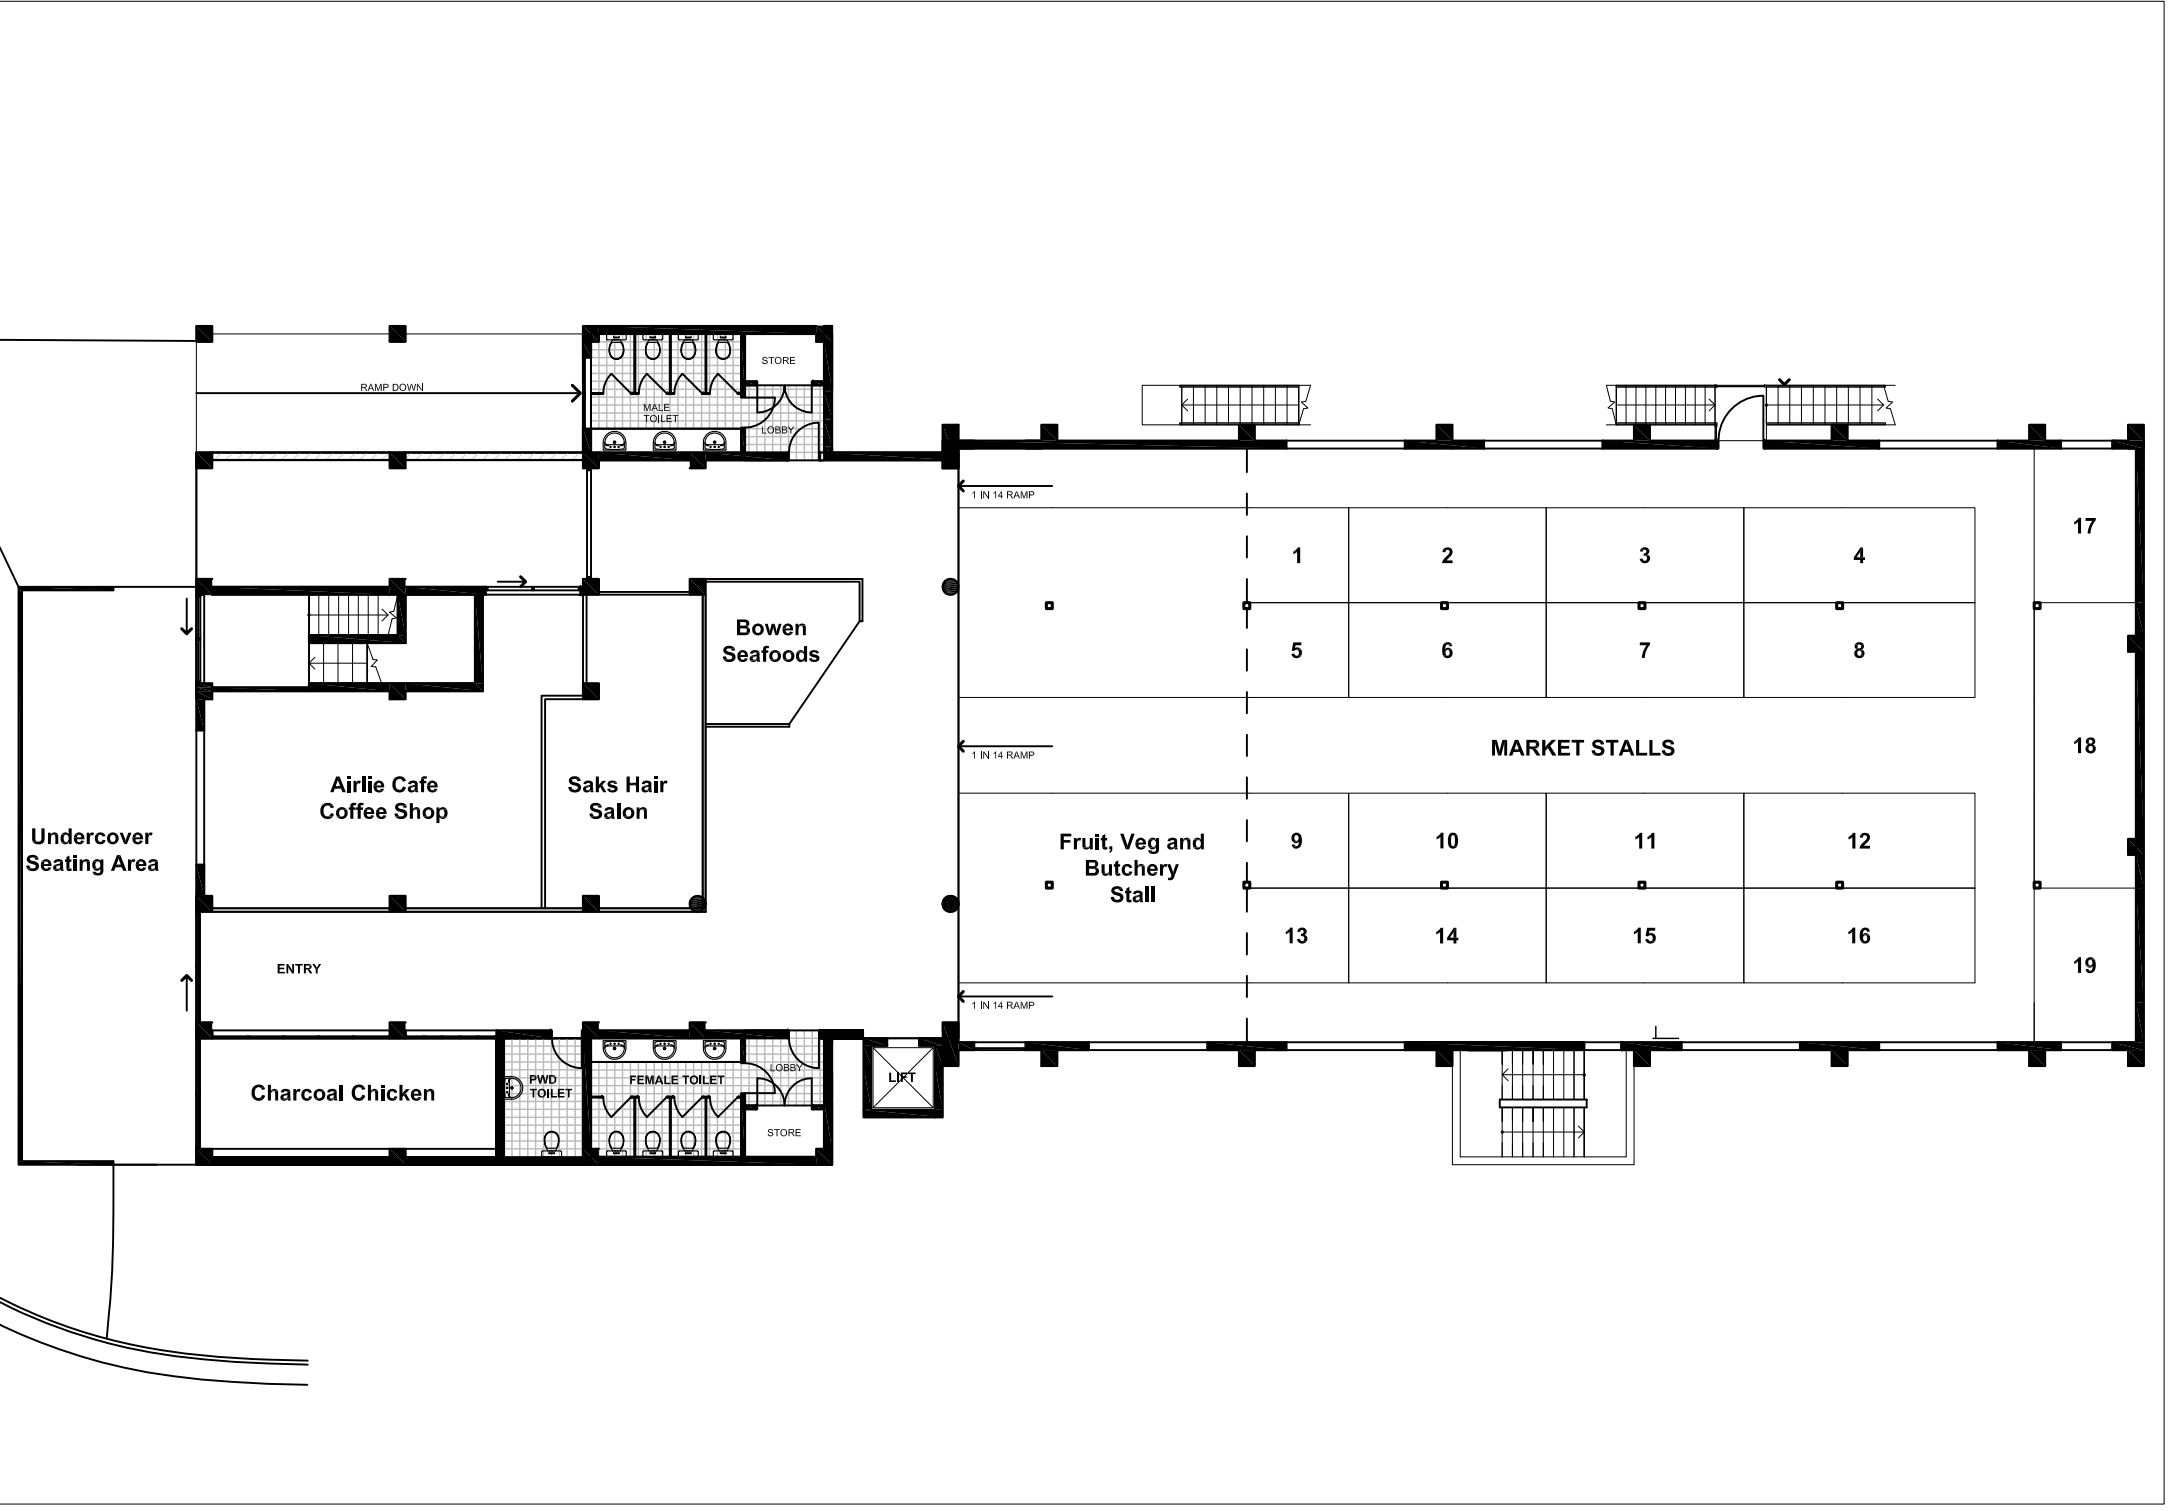 STORE
RAMP DOWN
MALE
TOILET
LOBBY
1 IN 14 RAMP
17
1
2
3
4
Bowen
Seafoods
5
6
7
8
1 IN 14 RAMP
MARKET STALLS
18
Airlie Cafe
Coffee Shop
Saks Hair
Salon
Undercover
Seating Area
Fruit, Veg and
Butchery
Stall
9
10
11
12
13
14
15
16
19
ENTRY
1 IN 14 RAMP
LOBBY
LIFT
PWD
TOILET
FEMALE TOILET
Charcoal Chicken
STORE